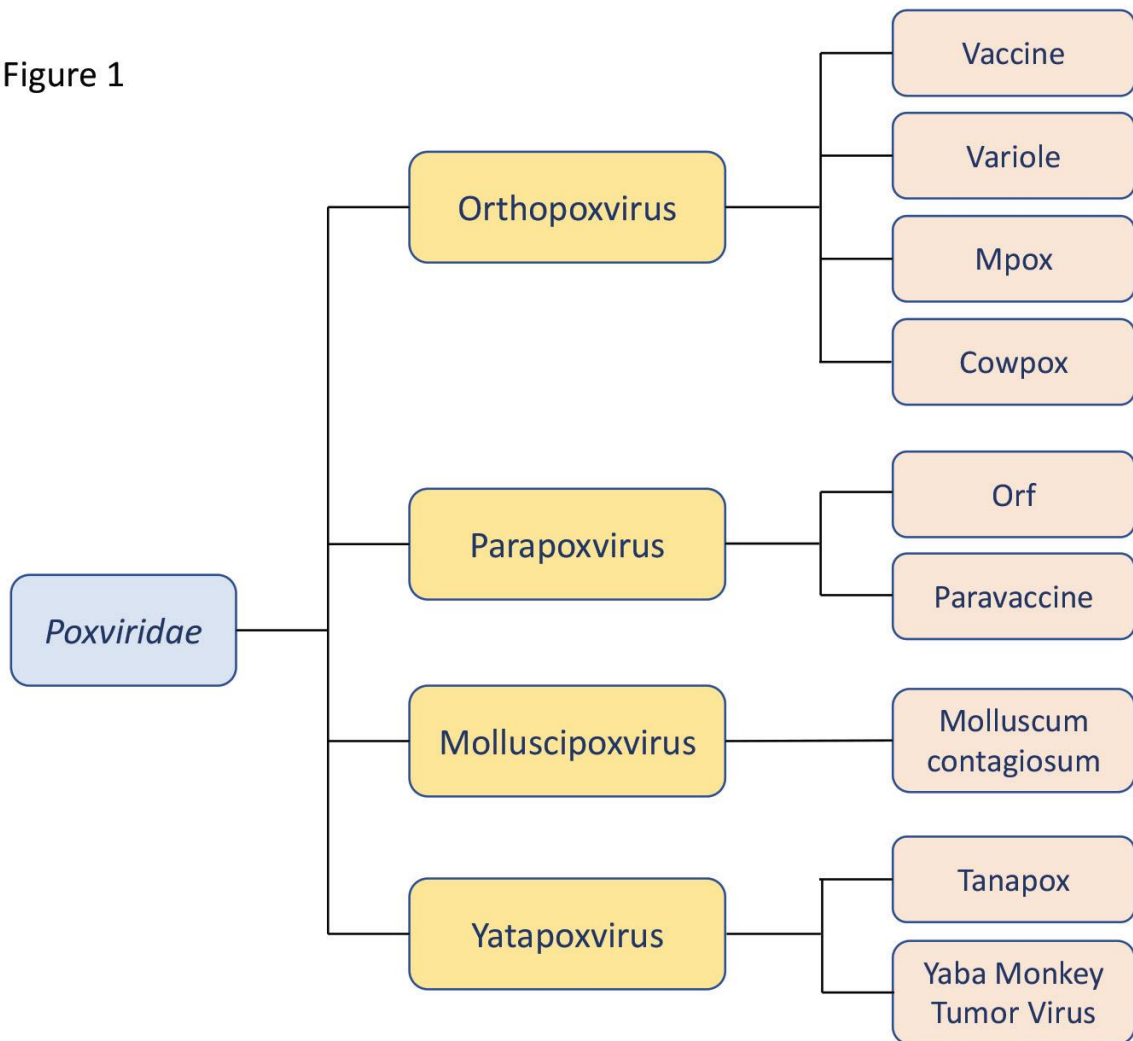 Figure 1
Poxviridae
Orthopoxvirus
Vaccine
Variole
Mpox
Cowpox
Parapoxvirus
Orf
Paravaccine
Molluscipoxvirus
Molluscum
contagiosum
Yatapoxvirus
Tanapox
Yaba Monkey
Tumor Virus